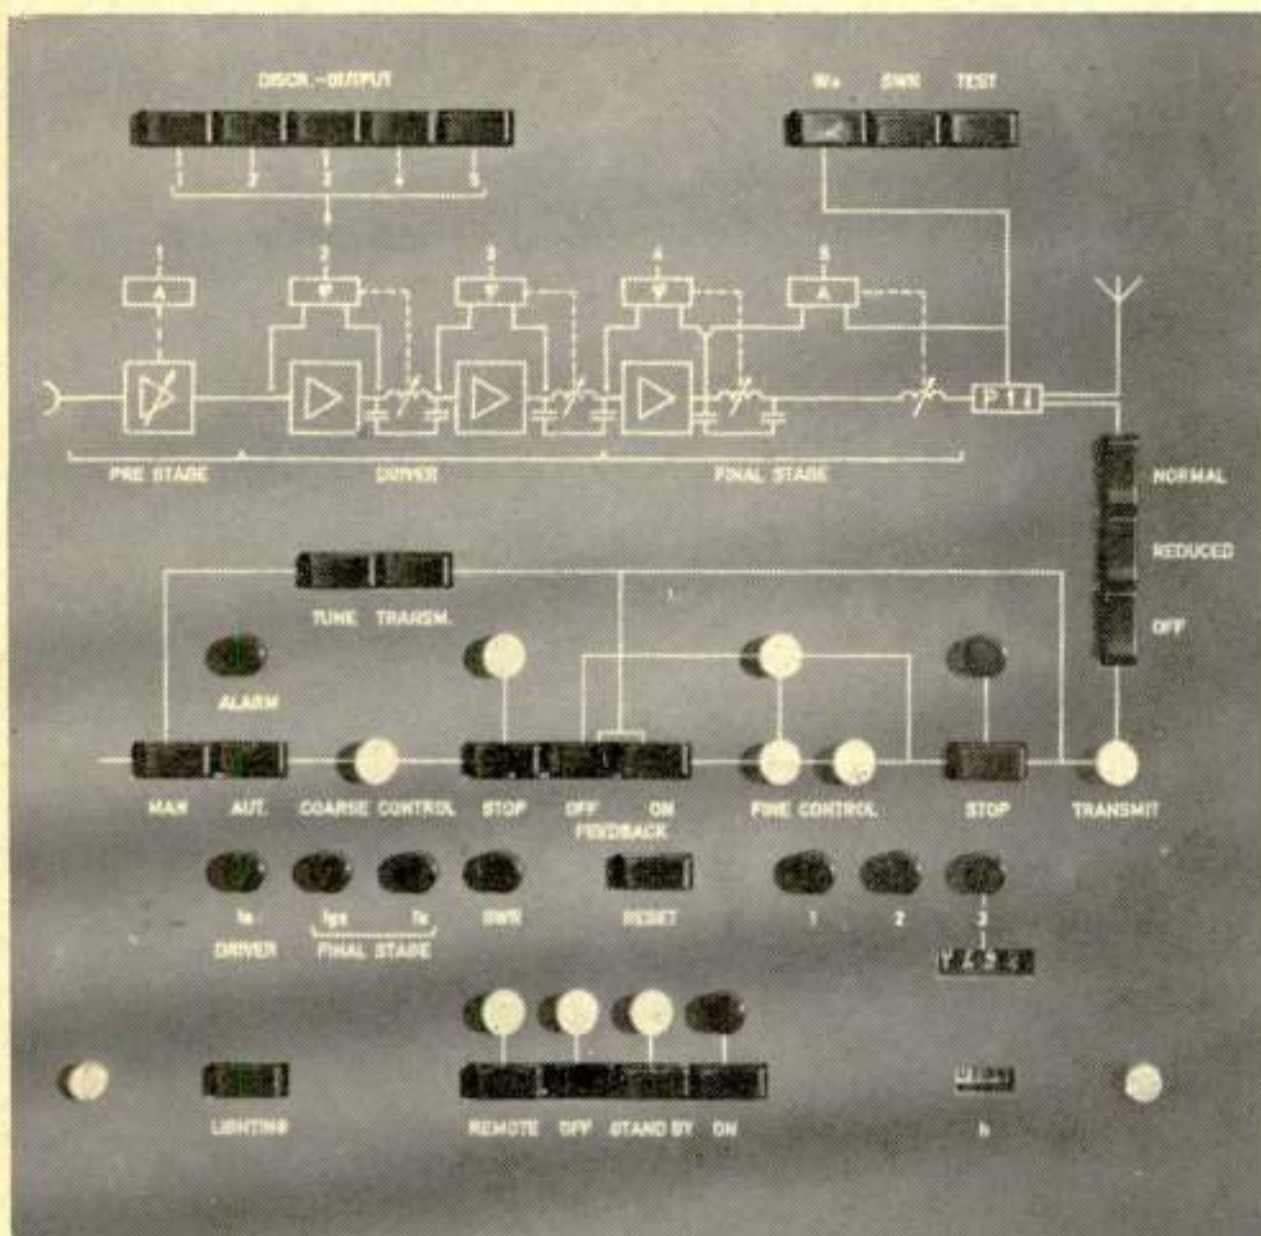 DISCR.-OUTPUT
SWR TEST
1 2 3 4 5
1 2 3 4 5
A A
PRE STAGE DRIVER FINAL STAGE
NORMAL
REDUCED
OFF
TUNE TRANSM.
ALARM
MAN AUT. COARSE CONTROL STOP OFF ON FINE CONTROL STOP TRANSMIT
FEEDBACK
Ia Ig2 Ia SWR RESET 1 2 3
DRIVER FINAL STAGE
LIGHTING REMOTE OFF STAND BY ON h